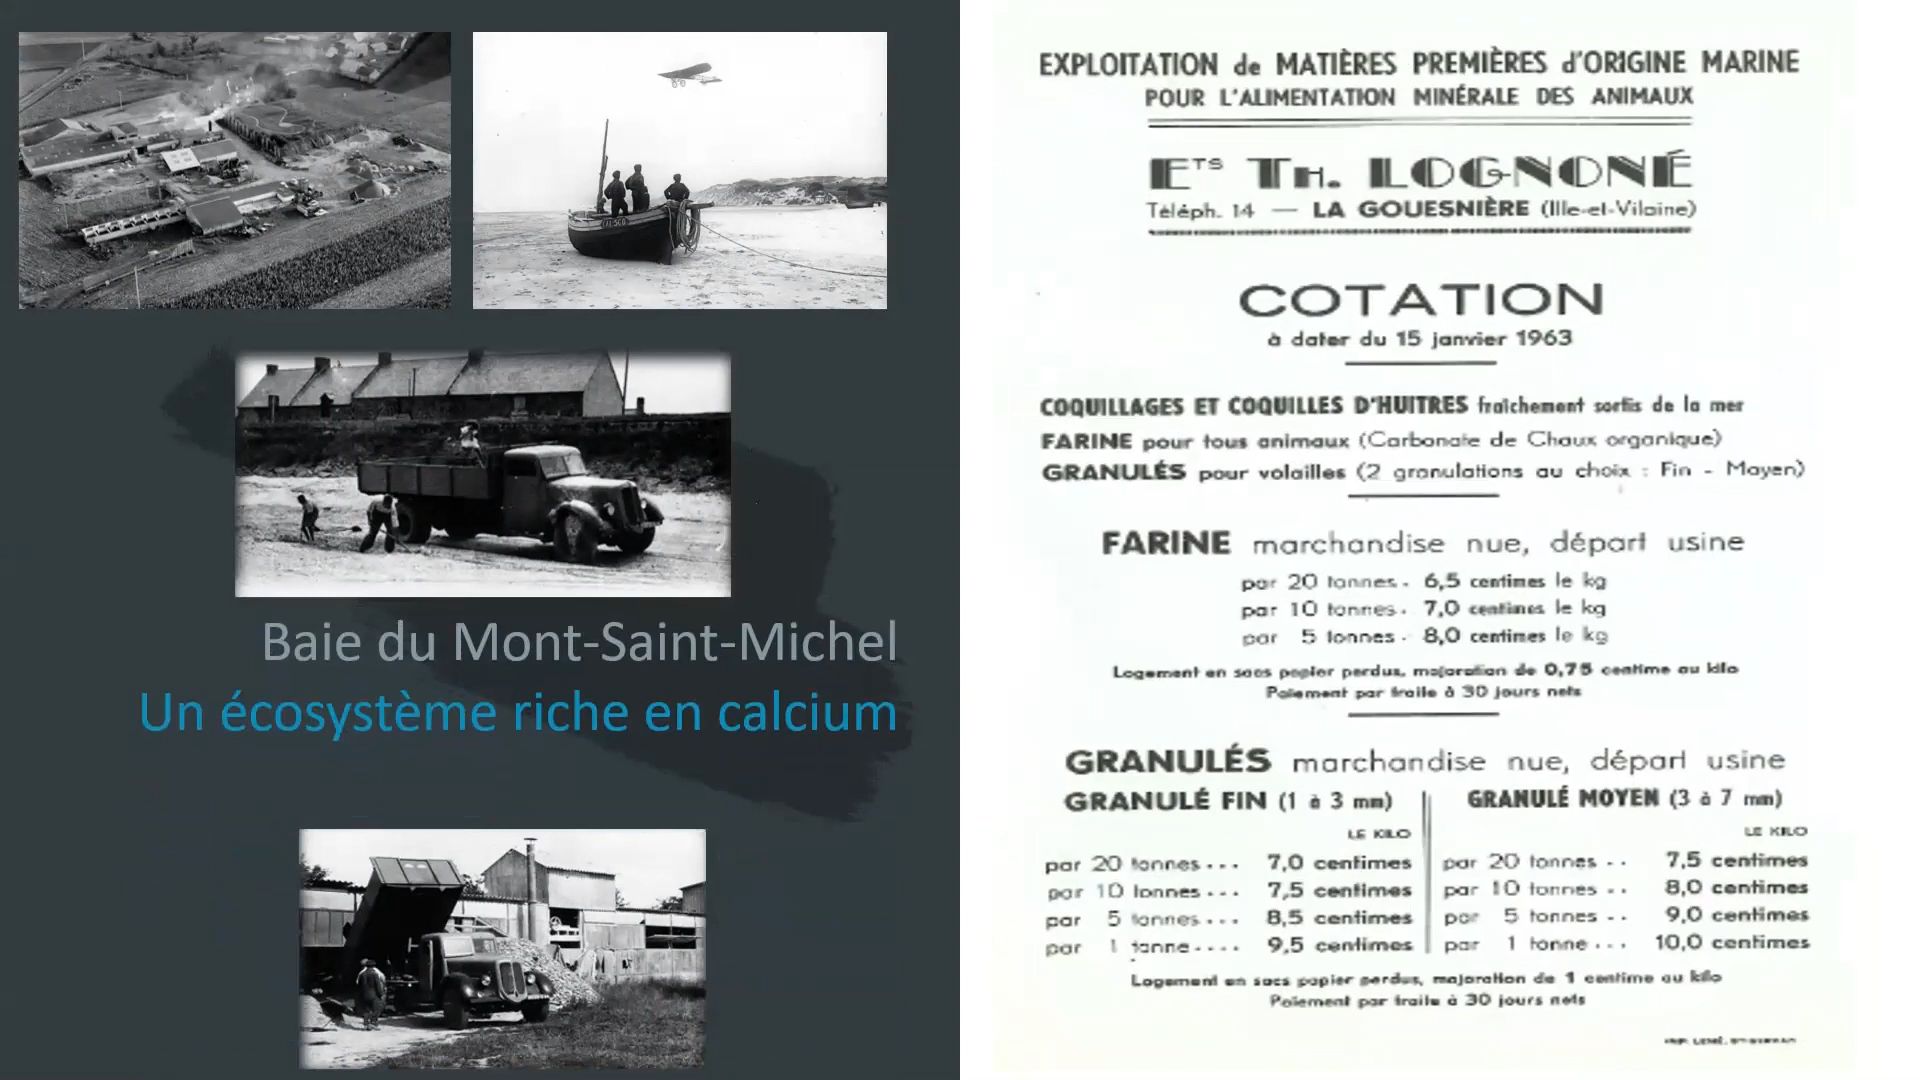 Baie du Mont-Saint-Michel
Un écosystème riche en calcium
EXPLOITATION de MATIÈRES PREMIÈRES d'ORIGINE MARINE
POUR L'ALIMENTATION MINÉRALE DES ANIMAUX
ETS TH. LOGNONÉ
Téléph. 14 — LA GOUESNIÈRE (Ille-et-Vilaine)
COTATION
à dater du 15 janvier 1963
COQUILLAGES ET COQUILLES D'HUITRES fraîchement sortis de la mer
FARINE pour tous animaux (Carbonate de Chaux organique)
GRANULÉS pour volailles (2 granulations au choix : Fin - Moyen)
FARINE marchandise nue, départ usine
par 20 tonnes. 6,5 centimes le kg
par 10 tonnes. 7,0 centimes le kg
par 5 tonnes. 8,0 centimes le kg
Logement en sacs papier perdus, majoration de 0,75 centime au kilo
Paiement par traite à 30 jours nets
GRANULÉS marchandise nue, départ usine
GRANULÉ FIN (1 à 3 mm)
LE KILO
par 20 tonnes ... 7,0 centimes
par 10 tonnes ... 7,5 centimes
par 5 tonnes ... 8,5 centimes
par 1 tonne .... 9,5 centimes
GRANULÉ MOYEN (3 à 7 mm)
LE KILO
par 20 tonnes .. 7,5 centimes
par 10 tonnes .. 8,0 centimes
par 5 tonnes .. 9,0 centimes
par 1 tonne ... 10,0 centimes
Logement en sacs papier perdus, majoration de 1 centime au kilo
Paiement par traite à 30 jours nets